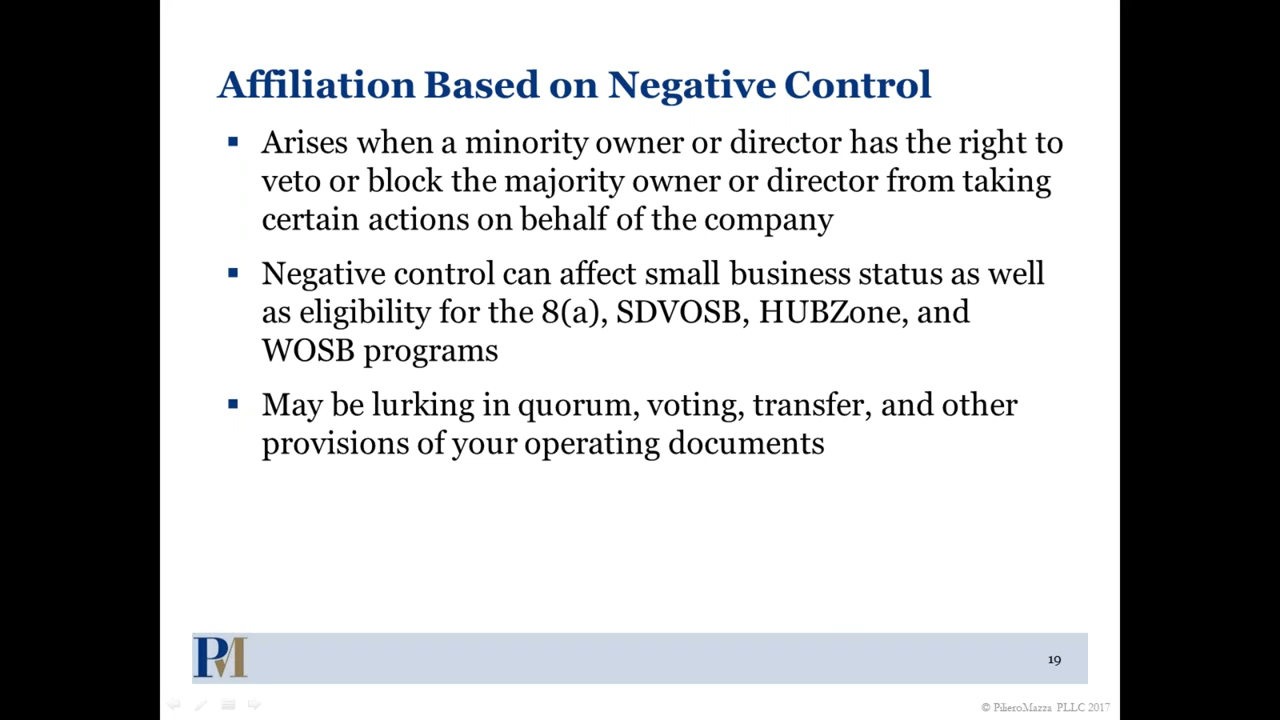 Affiliation Based on Negative Control
▪ Arises when a minority owner or director has the right to
veto or block the majority owner or director from taking
certain actions on behalf of the company
▪ Negative control can affect small business status as well
as eligibility for the 8(a), SDVOSB, HUBZone, and
WOSB programs
▪ May be lurking in quorum, voting, transfer, and other
provisions of your operating documents
PM
19
© PilieroMazza PLLC 2017